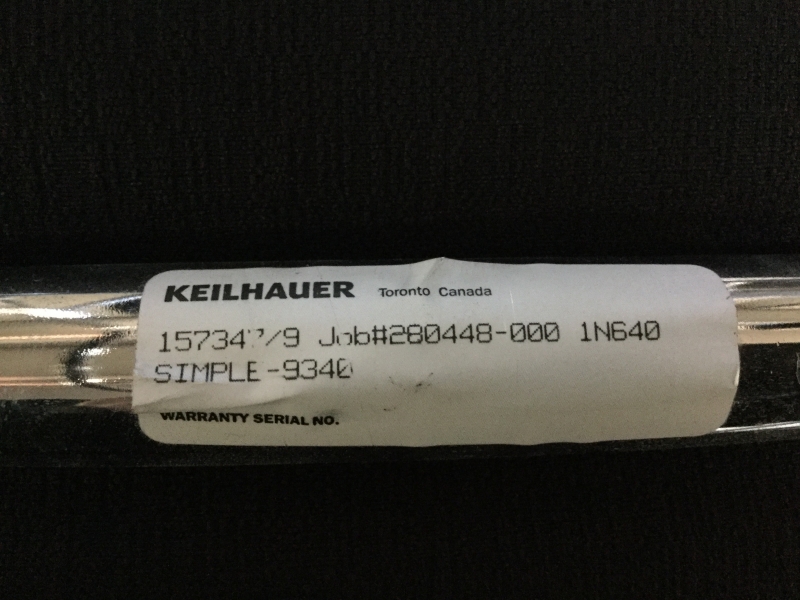 KEILHAUER Toronto Canada
Job#280448-000 1N640
SIMPLE-9340
WARRANTY SERIAL NO.